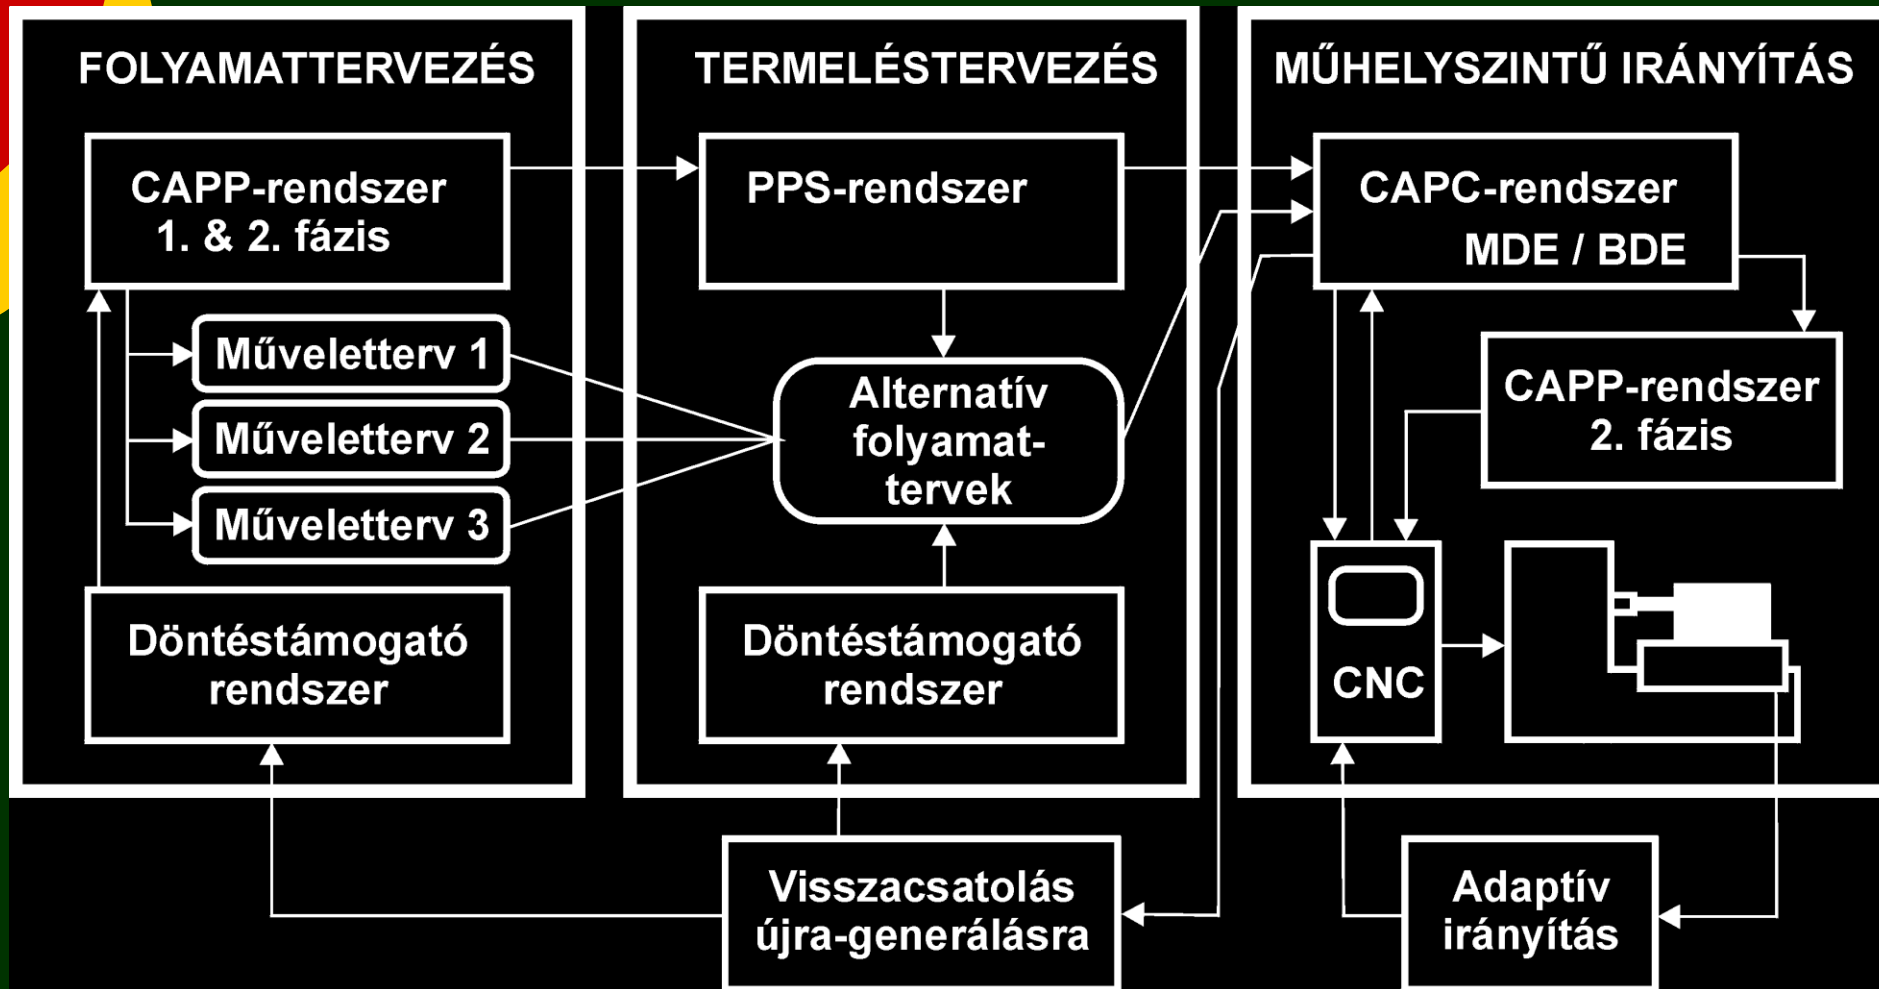 FOLYAMATTERVEZÉS
CAPP-rendszer
1. & 2. fázis
Műveletterv 1
Műveletterv 2
Műveletterv 3
Döntéstámogató
rendszer
TERMELÉSTERVEZÉS
PPS-rendszer
Alternatív
folyamat-
tervek
Döntéstámogató
rendszer
MŰHELYSZINTŰ IRÁNYÍTÁS
CAPC-rendszer
MDE / BDE
CAPP-rendszer
2. fázis
CNC
Visszacsatolás
újra-generálásra
Adaptív
irányítás